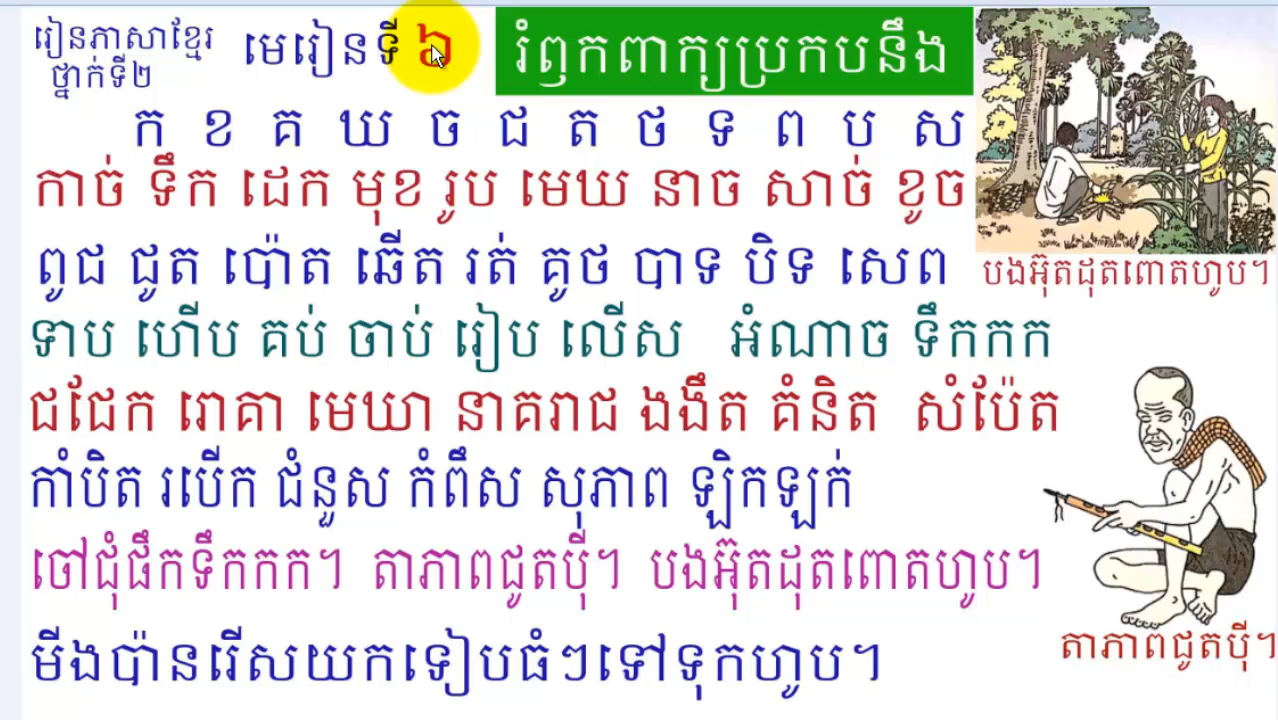 រៀនភាសាខ្មែរ
ថ្នាក់ទី២
មេរៀនទី ៦
រំឭកពាក្យប្រកបនឹង
ក ខ គ ឃ ច ជ ត ថ ទ ព ប ស
កាច់ ទឹក ដេក មុខ រូប មេឃ នាច សាច់ ខូច
ពូជ ជូត ប៉ោត ឆើត រត់ គូថ បាទ បិទ សេព
ទាប ហើប គប់ ចាប់ រៀប លើស អំណាច ទឹកកក
ជជែក រោគា មេឃា នាគរាជ ងងឹត គំនិត សំប៉ែត
កាំបិត របើក ជំនួស កំពឹស សុភាព ឡិកឡក់
ចៅជុំផឹកទឹកកក។ តាភាពជូតប៉ី។ បងអ៊ុតដុតពោតហូប។
មីងប៉ានរើសយកទៀបធំៗទៅទុកហូប។
បងអ៊ុតដុតពោតហូប។
តាភាពជូតប៉ី។